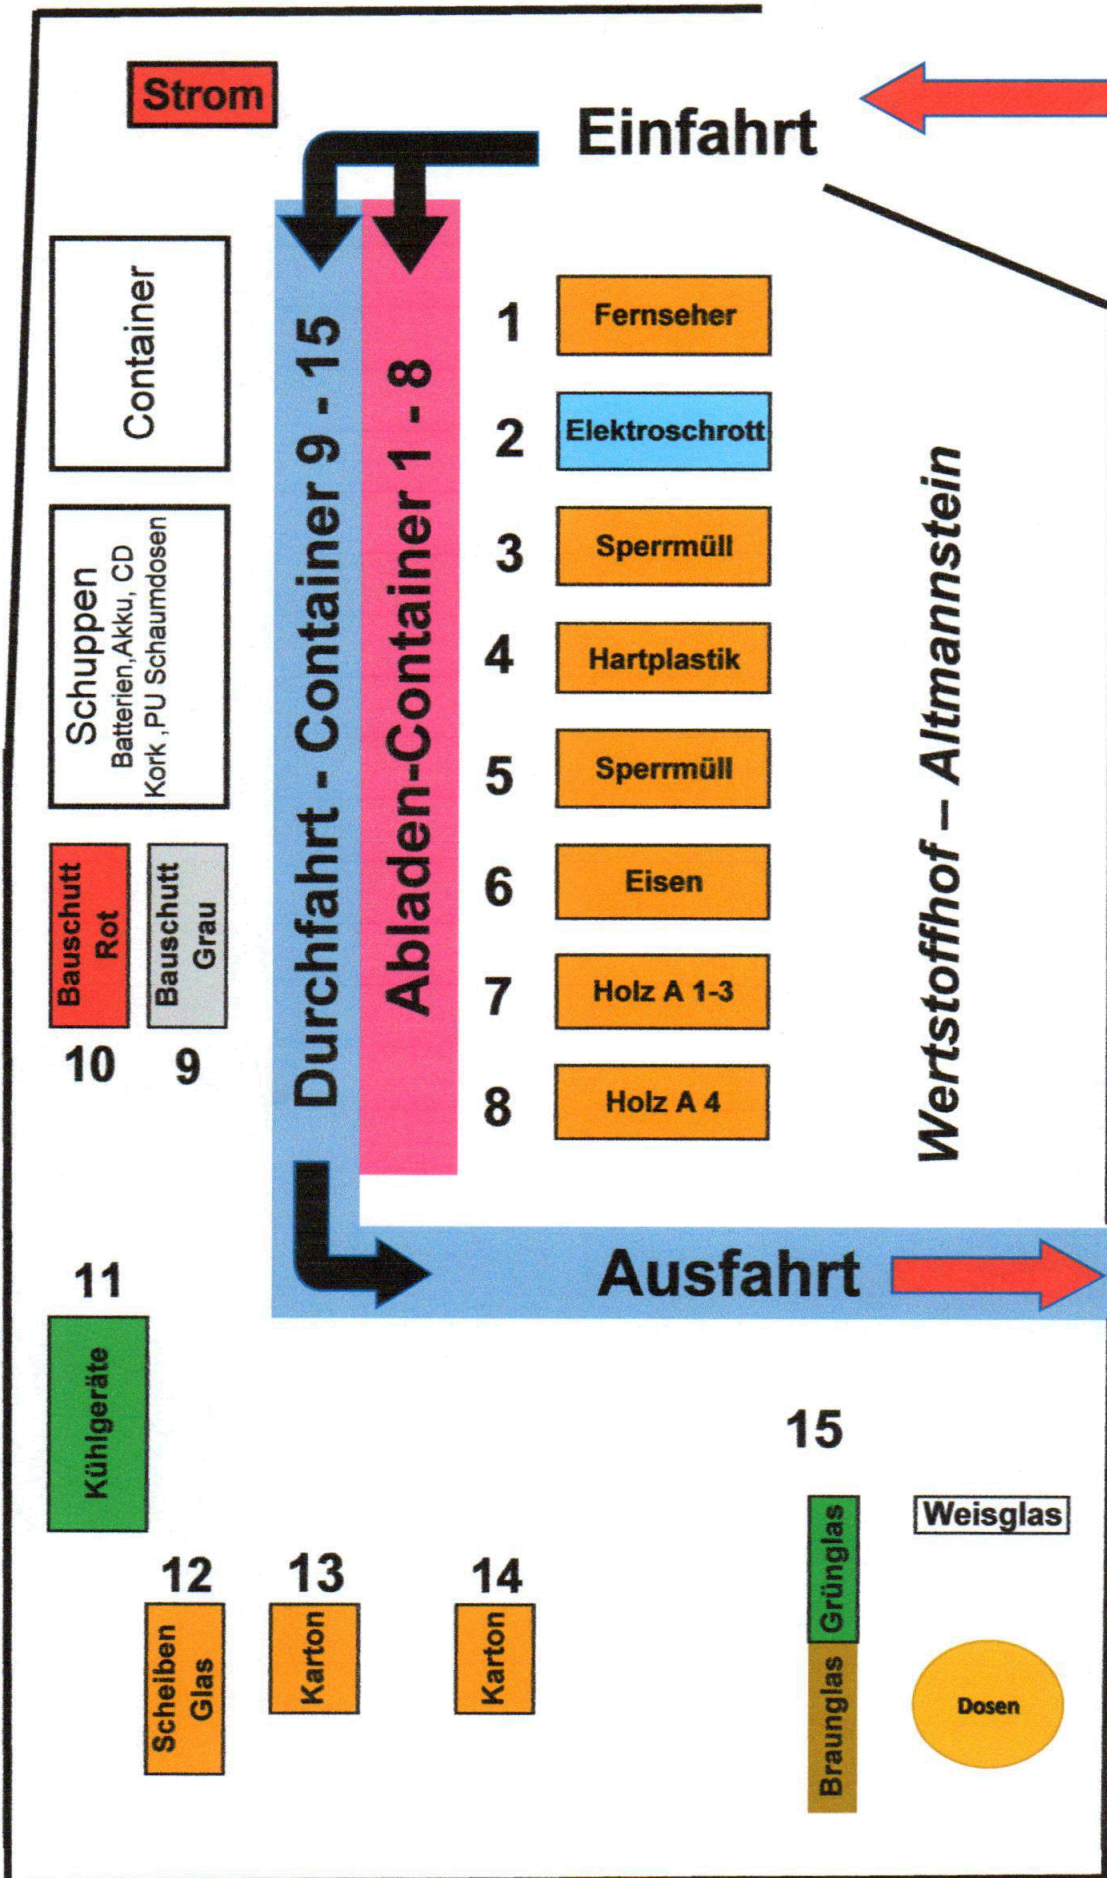 Strom
Einfahrt
Container
Schuppen
Batterien,Akku, CD
Kork ,PU Schaumdosen
Durchfahrt - Container 9 - 15
Abladen-Container 1 - 8
1
Fernseher
2
Elektroschrott
3
Sperrmüll
4
Hartplastik
5
Sperrmüll
6
Eisen
7
Holz A 1-3
8
Holz A 4
Wertstoffhof – Altmannstein
Bauschutt
Rot
10
Bauschutt
Grau
9
Ausfahrt
11
Kühlgeräte
12
Scheiben
Glas
13
Karton
14
Karton
15
Grünglas
Braunglas
Weisglas
Dosen